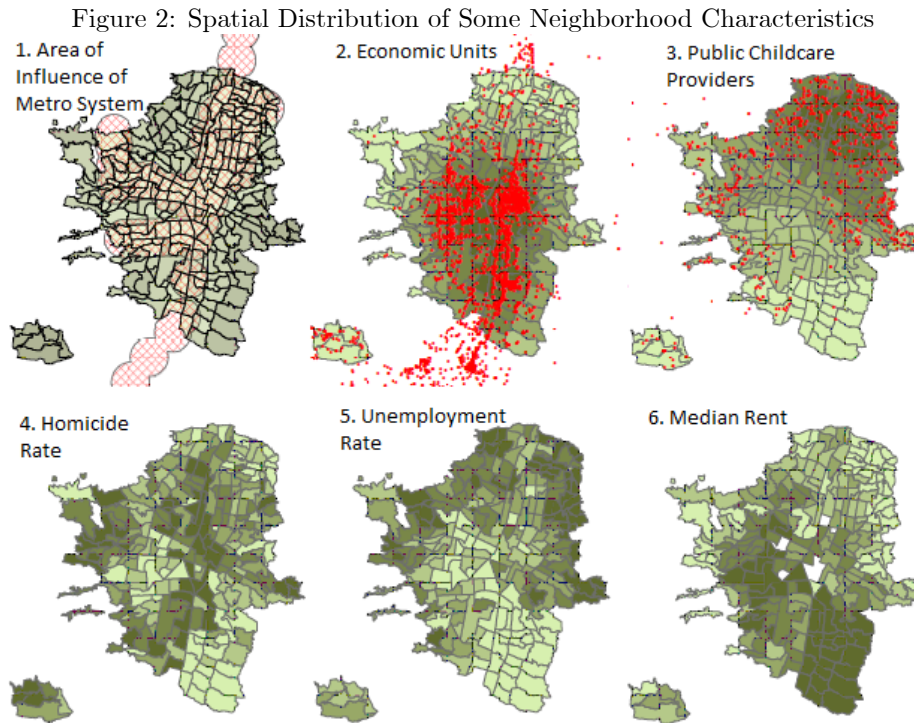 Figure 2: Spatial Distribution of Some Neighborhood Characteristics
1. Area of
Influence of
Metro System
2. Economic Units
3. Public Childcare
Providers
4. Homicide
Rate
5. Unemployment
Rate
6. Median Rent